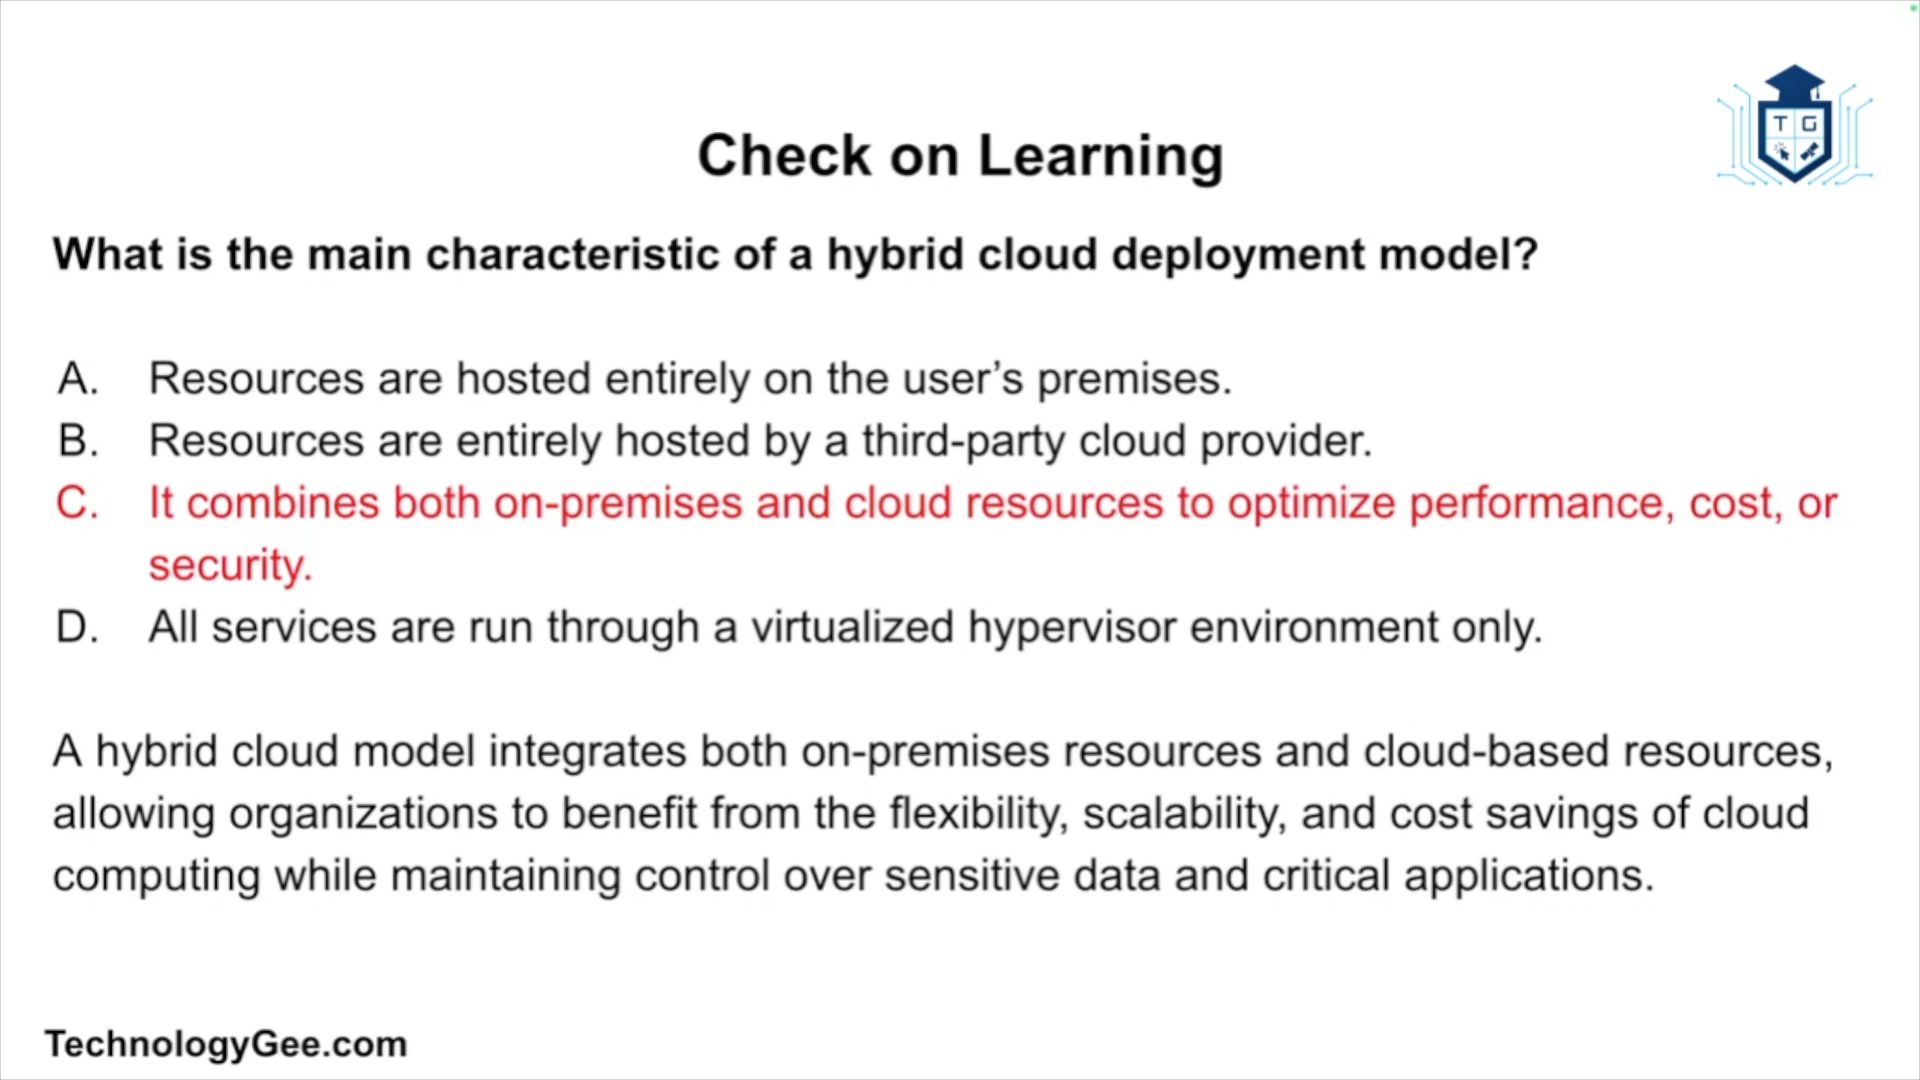 T G
Check on Learning
What is the main characteristic of a hybrid cloud deployment model?
A. Resources are hosted entirely on the user’s premises.
B. Resources are entirely hosted by a third-party cloud provider.
C. It combines both on-premises and cloud resources to optimize performance, cost, or
security.
D. All services are run through a virtualized hypervisor environment only.
A hybrid cloud model integrates both on-premises resources and cloud-based resources,
allowing organizations to benefit from the flexibility, scalability, and cost savings of cloud
computing while maintaining control over sensitive data and critical applications.
TechnologyGee.com